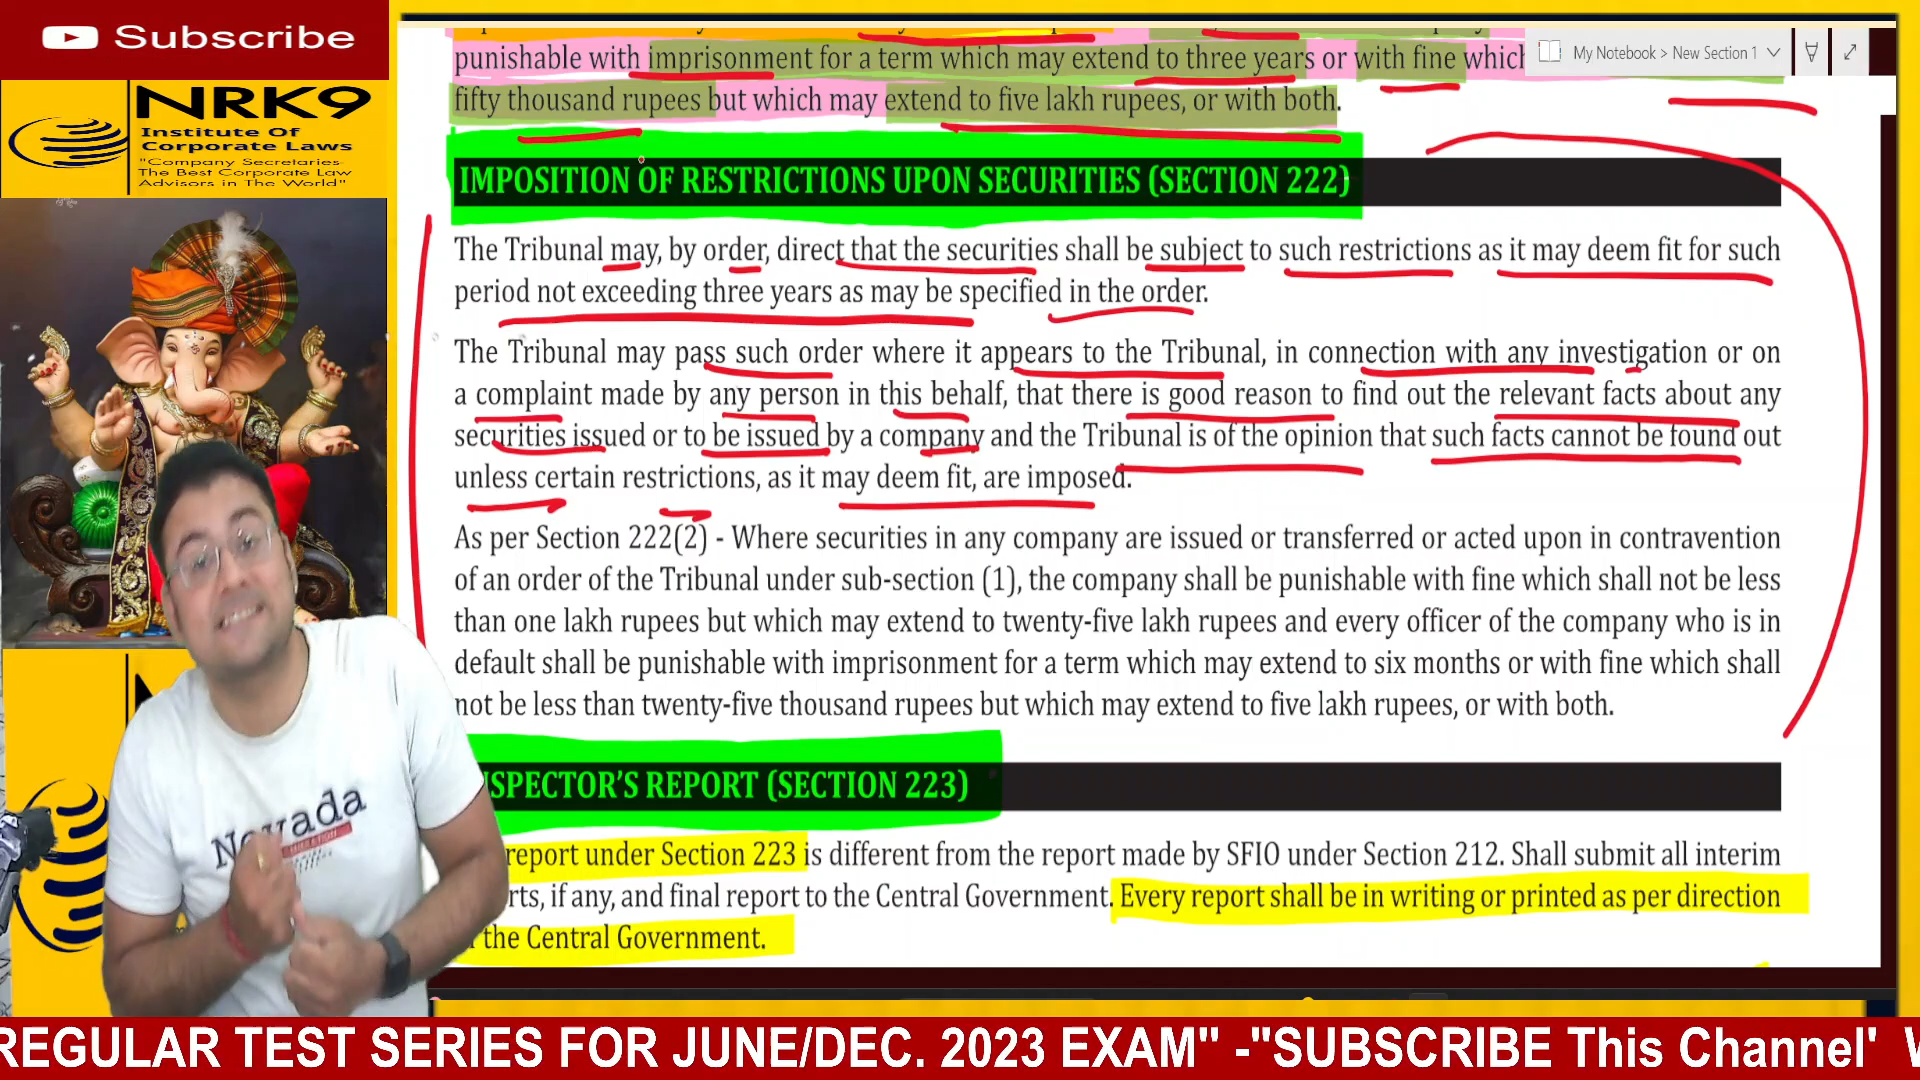 Subscribe
NRK9
Institute Of
Corporate Laws
"Company Secretaries-
The Best Corporate Law
Advisors in The World"
My Notebook > New Section 1
punishable with imprisonment for a term which may extend to three years or with fine which
fifty thousand rupees but which may extend to five lakh rupees, or with both.
IMPOSITION OF RESTRICTIONS UPON SECURITIES (SECTION 222)
The Tribunal may, by order, direct that the securities shall be subject to such restrictions as it may deem fit for such
period not exceeding three years as may be specified in the order.
The Tribunal may pass such order where it appears to the Tribunal, in connection with any investigation or on
a complaint made by any person in this behalf, that there is good reason to find out the relevant facts about any
securities issued or to be issued by a company and the Tribunal is of the opinion that such facts cannot be found out
unless certain restrictions, as it may deem fit, are imposed.
As per Section 222(2) - Where securities in any company are issued or transferred or acted upon in contravention
of an order of the Tribunal under sub-section (1), the company shall be punishable with fine which shall not be less
than one lakh rupees but which may extend to twenty-five lakh rupees and every officer of the company who is in
default shall be punishable with imprisonment for a term which may extend to six months or with fine which shall
not be less than twenty-five thousand rupees but which may extend to five lakh rupees, or with both.
SPECTOR'S REPORT (SECTION 223)
report under Section 223 is different from the report made by SFIO under Section 212. Shall submit all interim
rts, if any, and final report to the Central Government. Every report shall be in writing or printed as per direction
the Central Government.
Nevada
REGULAR TEST SERIES FOR JUNE/DEC. 2023 EXAM" -"SUBSCRIBE This Channel'